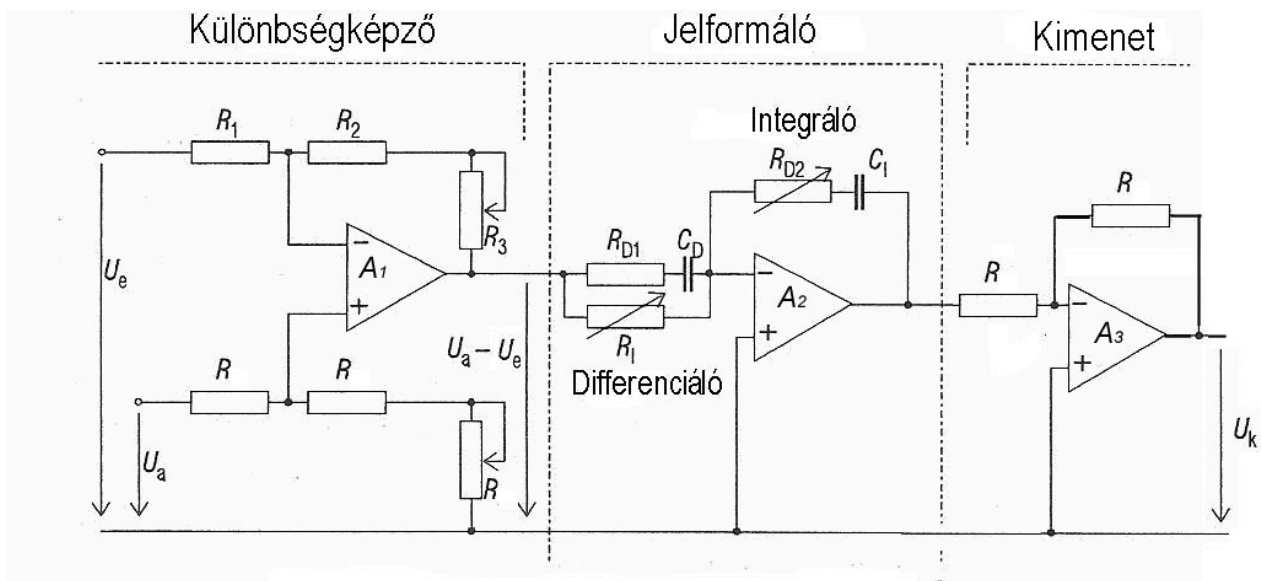 Különbségképző
Jelformáló
Kimenet
R1
R2
R3
Integráló
RD2
CI
R
Ue
−
A1
+
RD1
CD
RI
−
A2
+
R
−
A3
+
Ua – Ue
Differenciáló
R
R
Ua
R
Uk